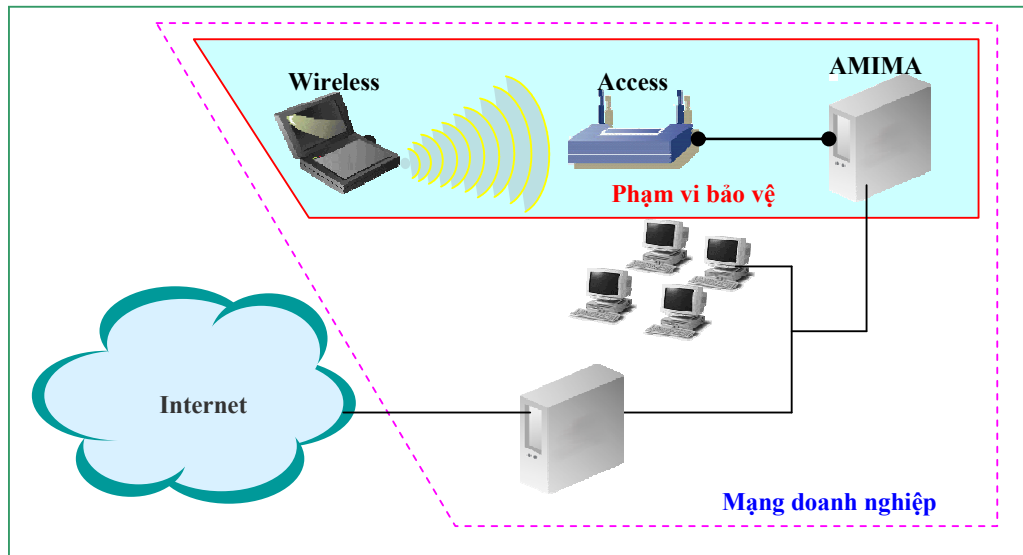 Wireless
Access
AMIMA
Phạm vi bảo vệ
Internet
Mạng doanh nghiệp